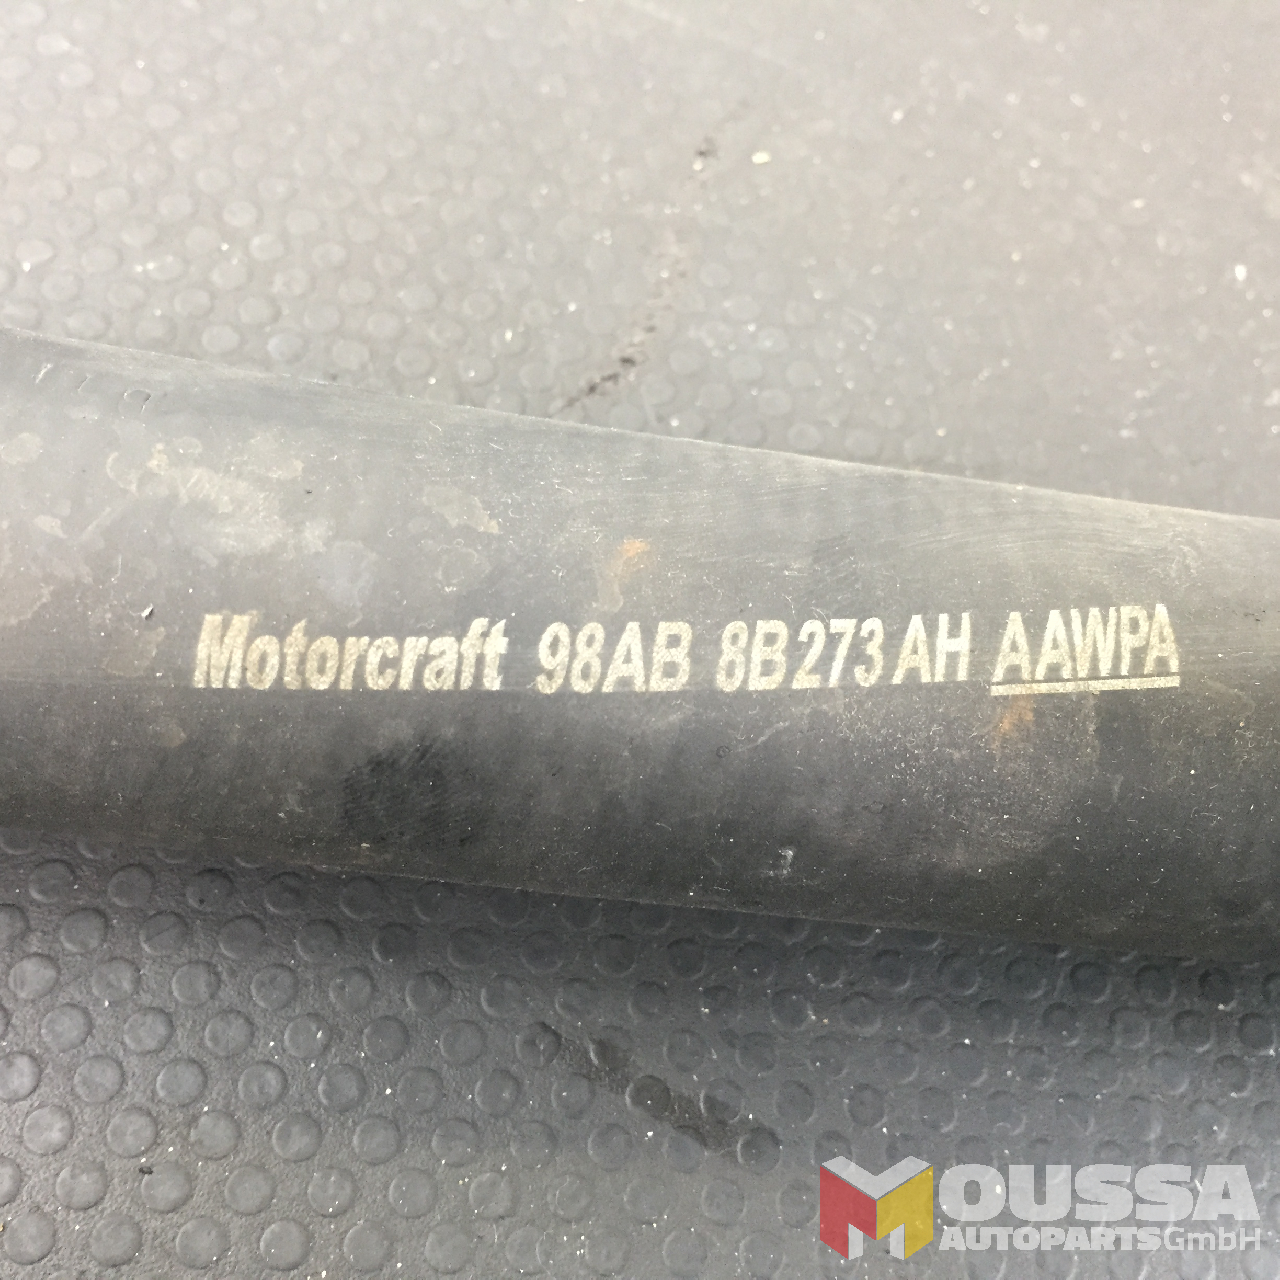 Motorcraft 98AB 8B273 AH AAWPA
MOUSSA
AUTOPARTSGmbH